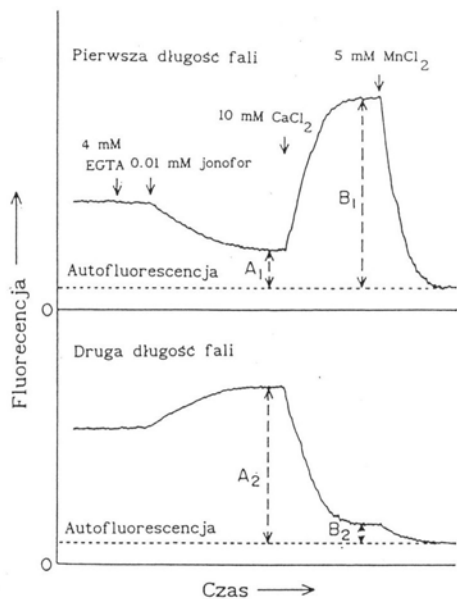 Pierwsza długość fali
5 mM MnCl2
10 mM CaCl2
4 mM
EGTA 0.01 mM jonofor
B1
A1
Autofluorescencja
0
Fluorecencja
Druga długość fali
A2
B2
Autofluorescencja
0
Czas